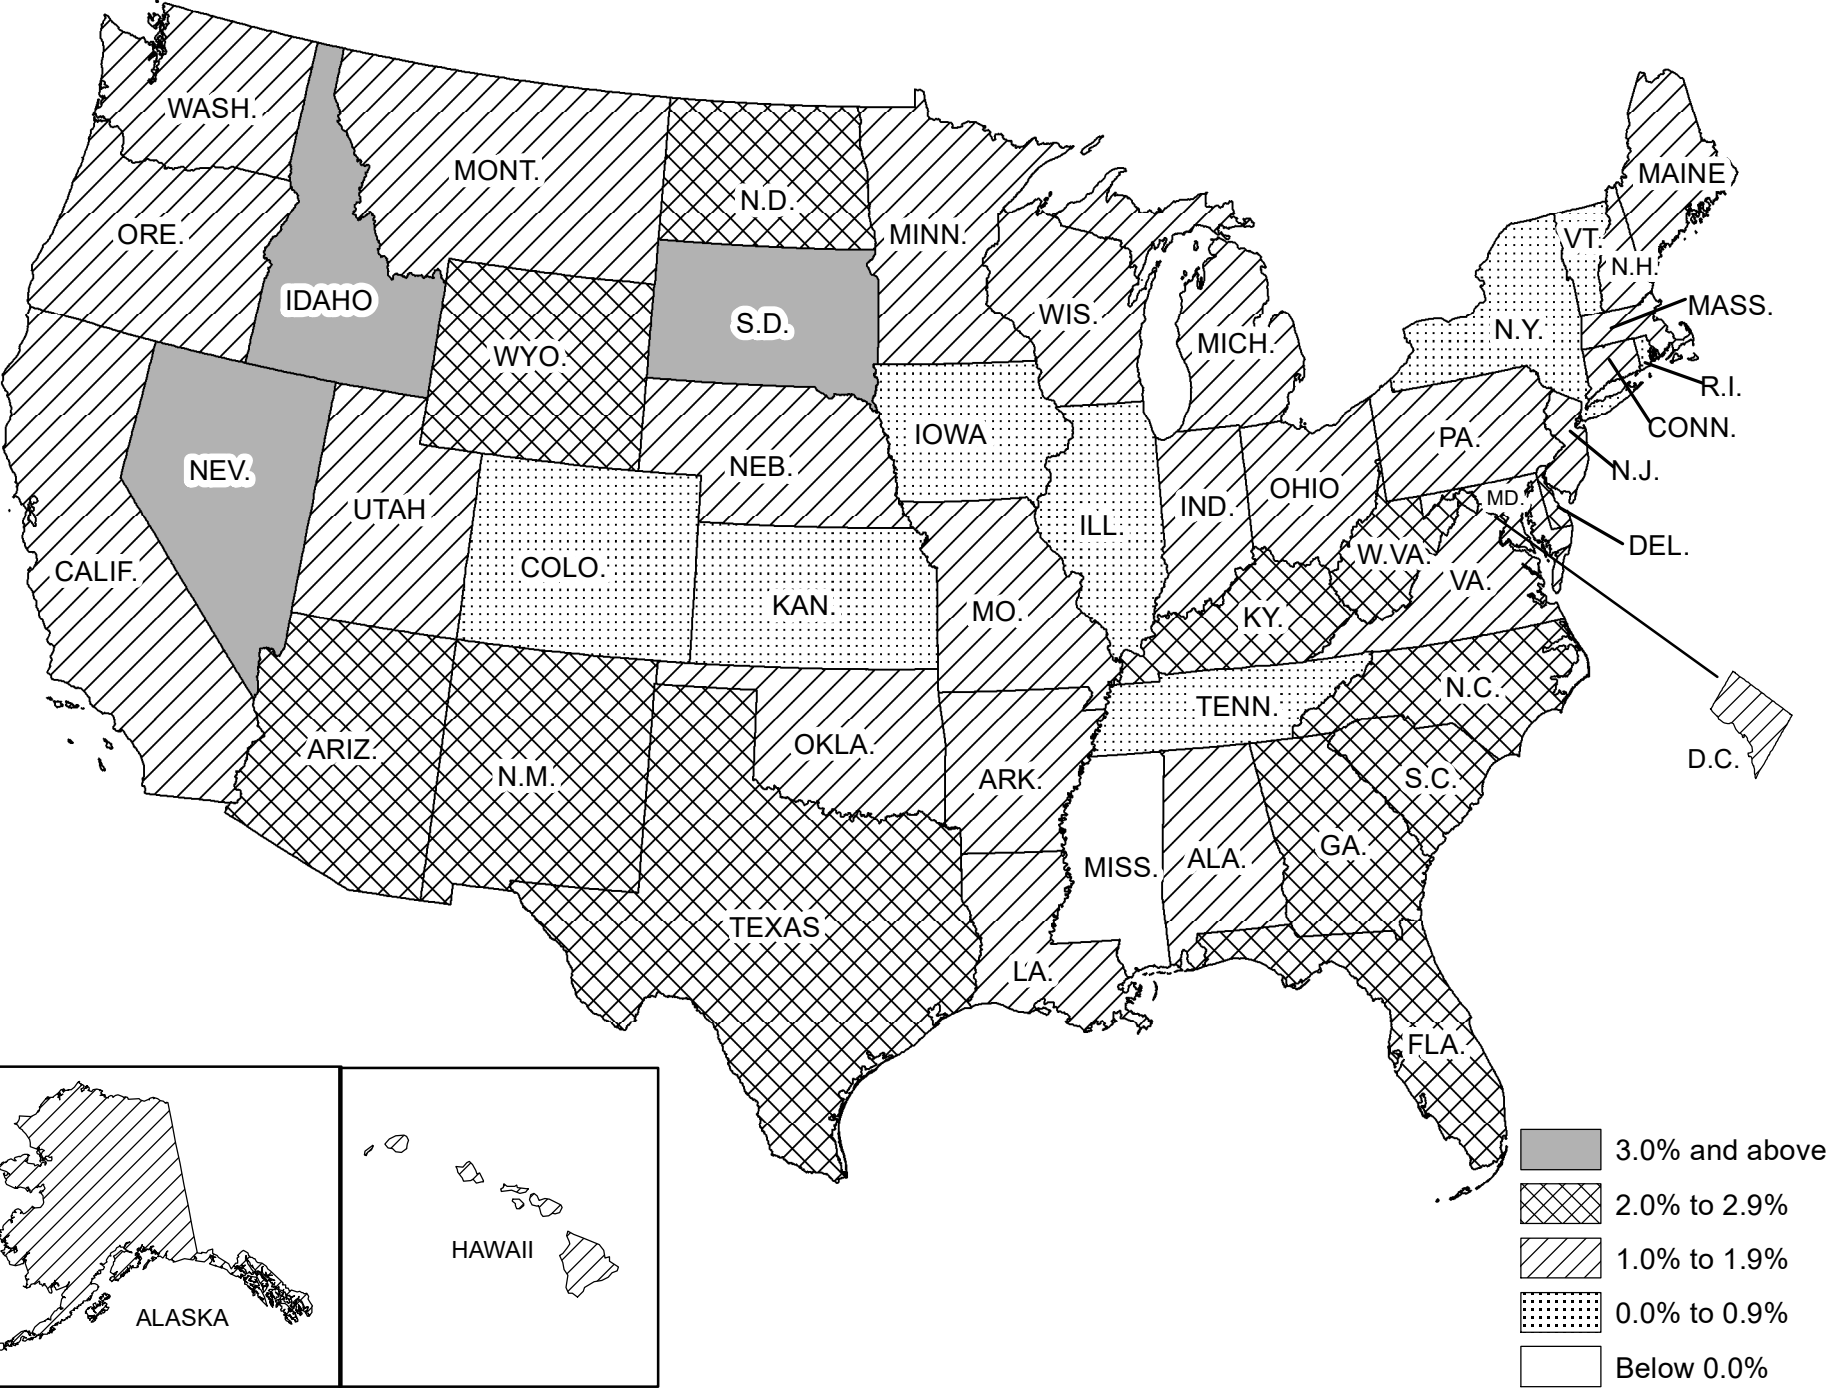 WASH.
MONT.
N.D.
MINN.
MAINE
ORE.
VT.
N.H.
IDAHO
S.D.
WIS.
MICH.
N.Y.
MASS.
WYO.
R.I.
IOWA
PA.
CONN.
NEV.
NEB.
N.J.
UTAH
IND.
OHIO
MD.
COLO.
ILL.
W.VA.
DEL.
CALIF.
KAN.
MO.
KY.
VA.
TENN.
N.C.
ARIZ.
N.M.
OKLA.
ARK.
S.C.
D.C.
MISS.
ALA.
GA.
TEXAS
LA.
FLA.
HAWAII
ALASKA
3.0% and above
2.0% to 2.9%
1.0% to 1.9%
0.0% to 0.9%
Below 0.0%